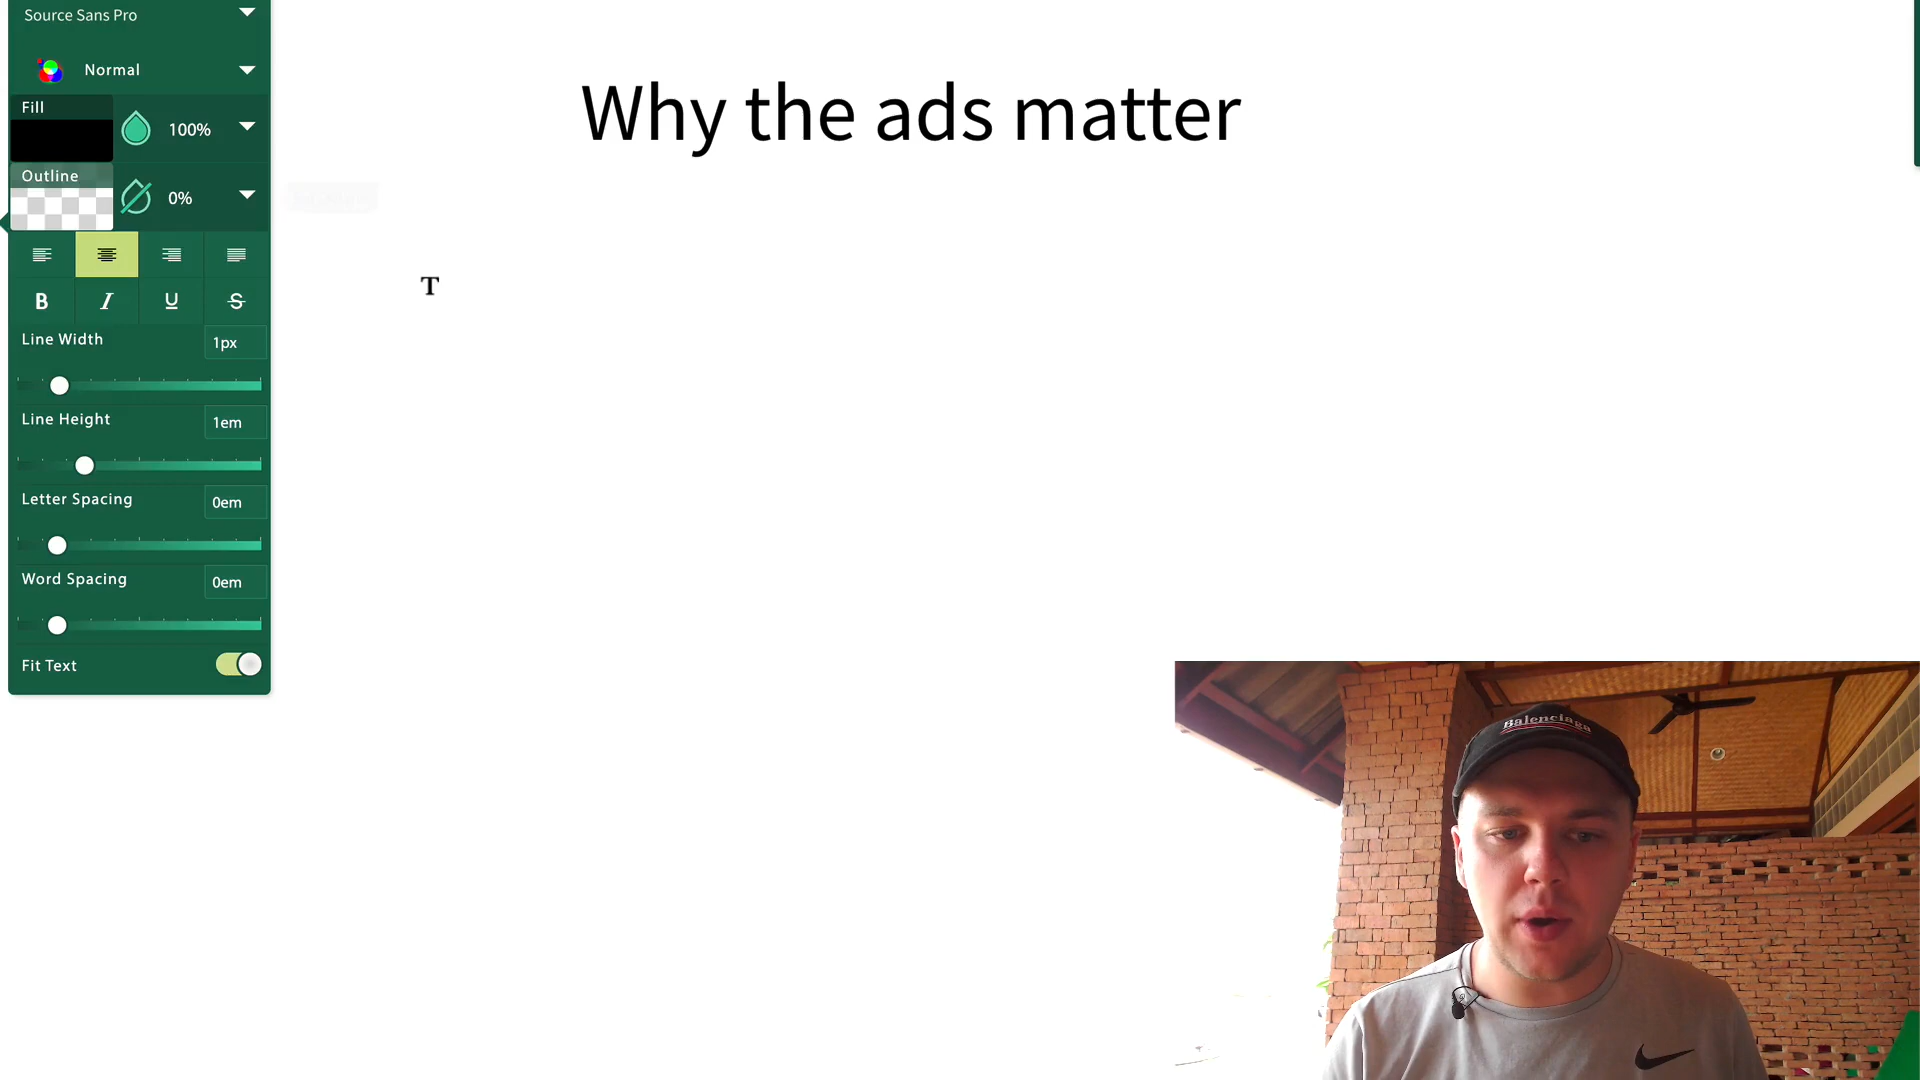 Source Sans Pro
Normal
Why the ads matter
Fill
100%
Outline
0%
T
B I U S
Line Width 1px
Line Height 1em
Letter Spacing 0em
Word Spacing 0em
Fit Text
Balenciaga